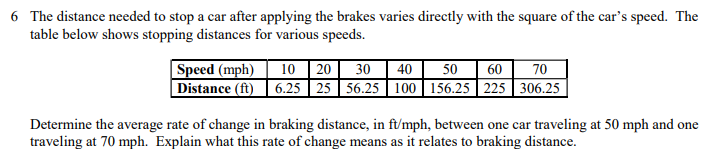 6 The distance needed to stop a car after applying the brakes varies directly with the square of the car's speed. The
table below shows stopping distances for various speeds.
Speed (mph) 10 20 30 40 50 60 70
Distance (ft) 6.25 25 56.25 100 156.25 225 306.25
Determine the average rate of change in braking distance, in ft/mph, between one car traveling at 50 mph and one
traveling at 70 mph. Explain what this rate of change means as it relates to braking distance.